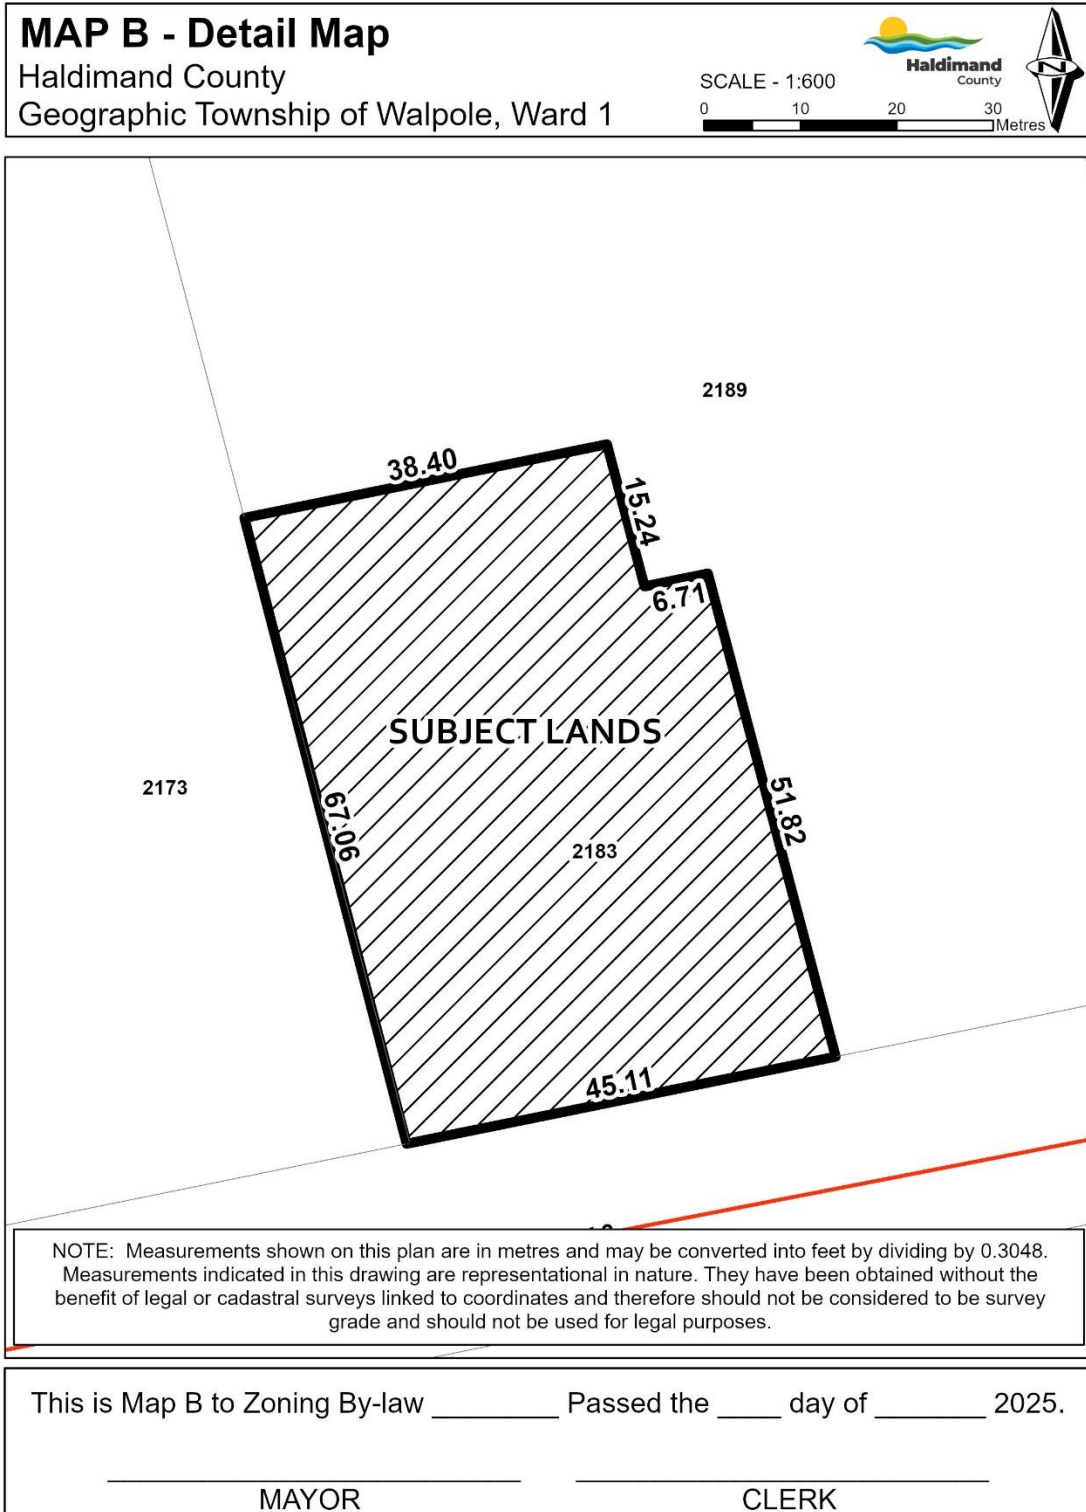 MAP B - Detail Map
Haldimand County
Geographic Township of Walpole, Ward 1
SCALE - 1:600
0 10 20 30
Metres
Haldimand
County
N
2189
38.40
15.24
6.71
SUBJECT LANDS
2173
67.06
51.82
2183
45.11
NOTE: Measurements shown on this plan are in metres and may be converted into feet by dividing by 0.3048.
Measurements indicated in this drawing are representational in nature. They have been obtained without the
benefit of legal or cadastral surveys linked to coordinates and therefore should not be considered to be survey
grade and should not be used for legal purposes.
This is Map B to Zoning By-law ________ Passed the ____ day of _______ 2025.
MAYOR
CLERK